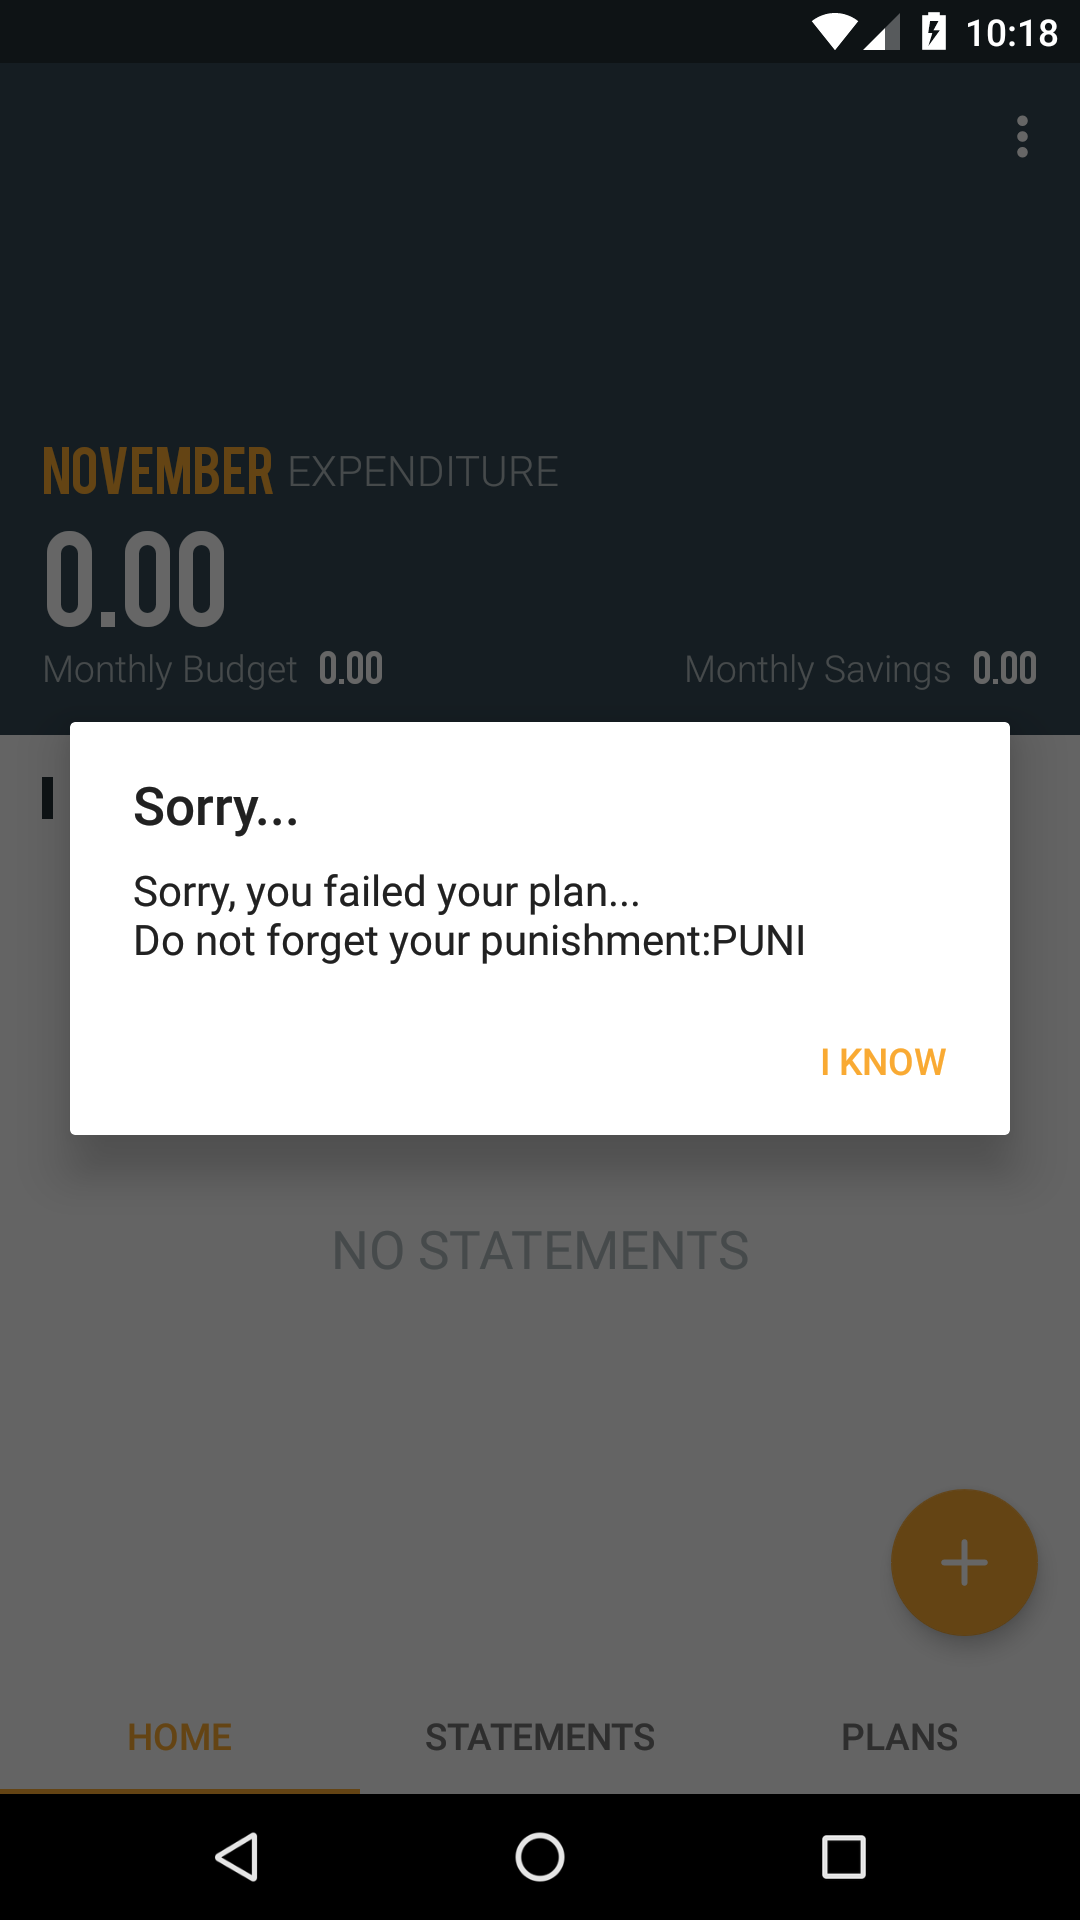 10:18
NOVEMBER EXPENDITURE
0.00
Monthly Budget 0.00 Monthly Savings 0.00
Sorry...
Sorry, you failed your plan...
Do not forget your punishment:PUNI
I KNOW
NO STATEMENTS
HOME STATEMENTS PLANS